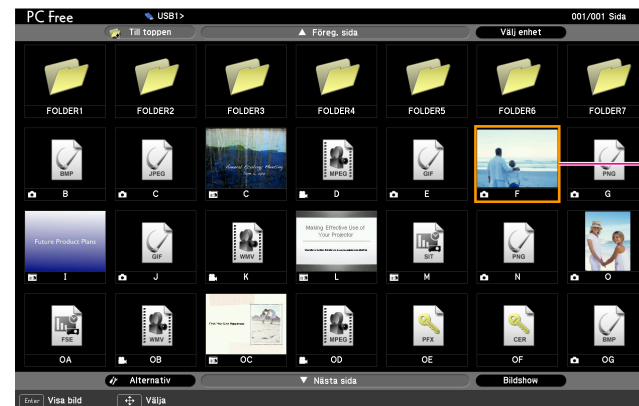 PC Free USB1> 001/001 Sida
Till toppen ▲ Föreg. sida Välj enhet
FOLDER1 FOLDER2 FOLDER3 FOLDER4 FOLDER5 FOLDER6 FOLDER7
BMP JPEG MPEG GIF PNG
B C C D E F G
Future Product Plans GIF WMV Making Effective Use of SIT PNG
Your Projector
I J K L M N O
FSE WMV MPEG PFX CER BMP
OA OB OC OD OE OF OG
Alternativ ▼ Nästa sida Bildshow
Enter Visa bild Välja